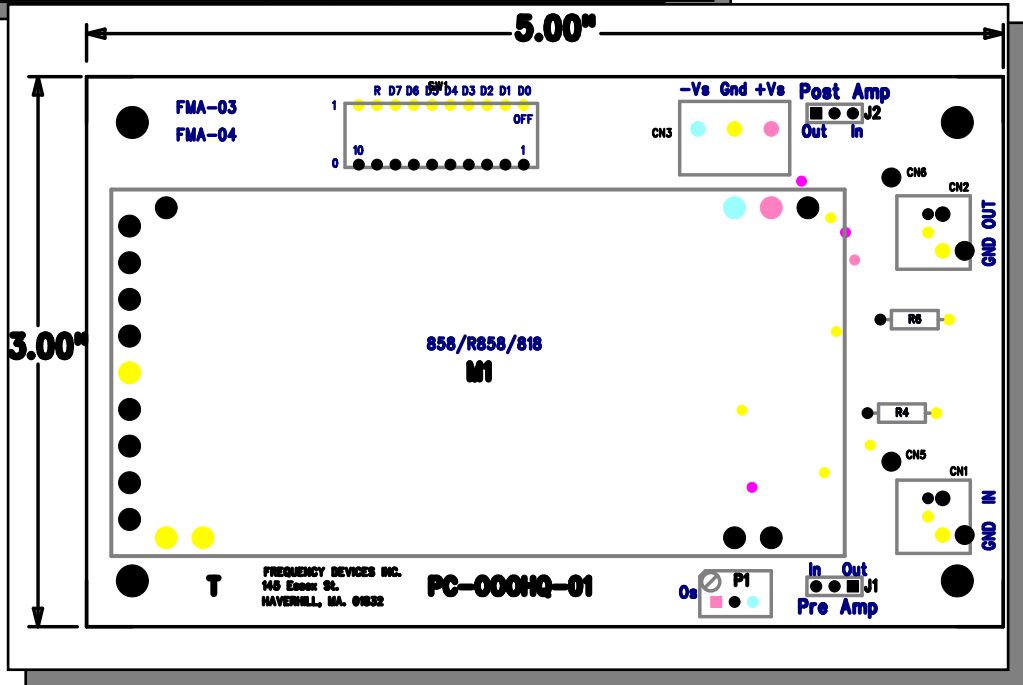 5.00"
FMA-03
FMA-04
SW1
R D7 D6 D5 D4 D3 D2 D1 D0
1
OFF
10 1
0
-Vs Gnd +Vs
CN3
Post Amp
J2
Out In
CN6
CN2
GND OUT
R6
3.00"
858/R858/818
M1
R4
CN5
CN1
GND IN
T
FREQUENCY DEVICES INC.
145 Essex St.
HAVERHILL, MA. 01832
PC-000HQ-01
P1
Os
In Out
J1
Pre Amp